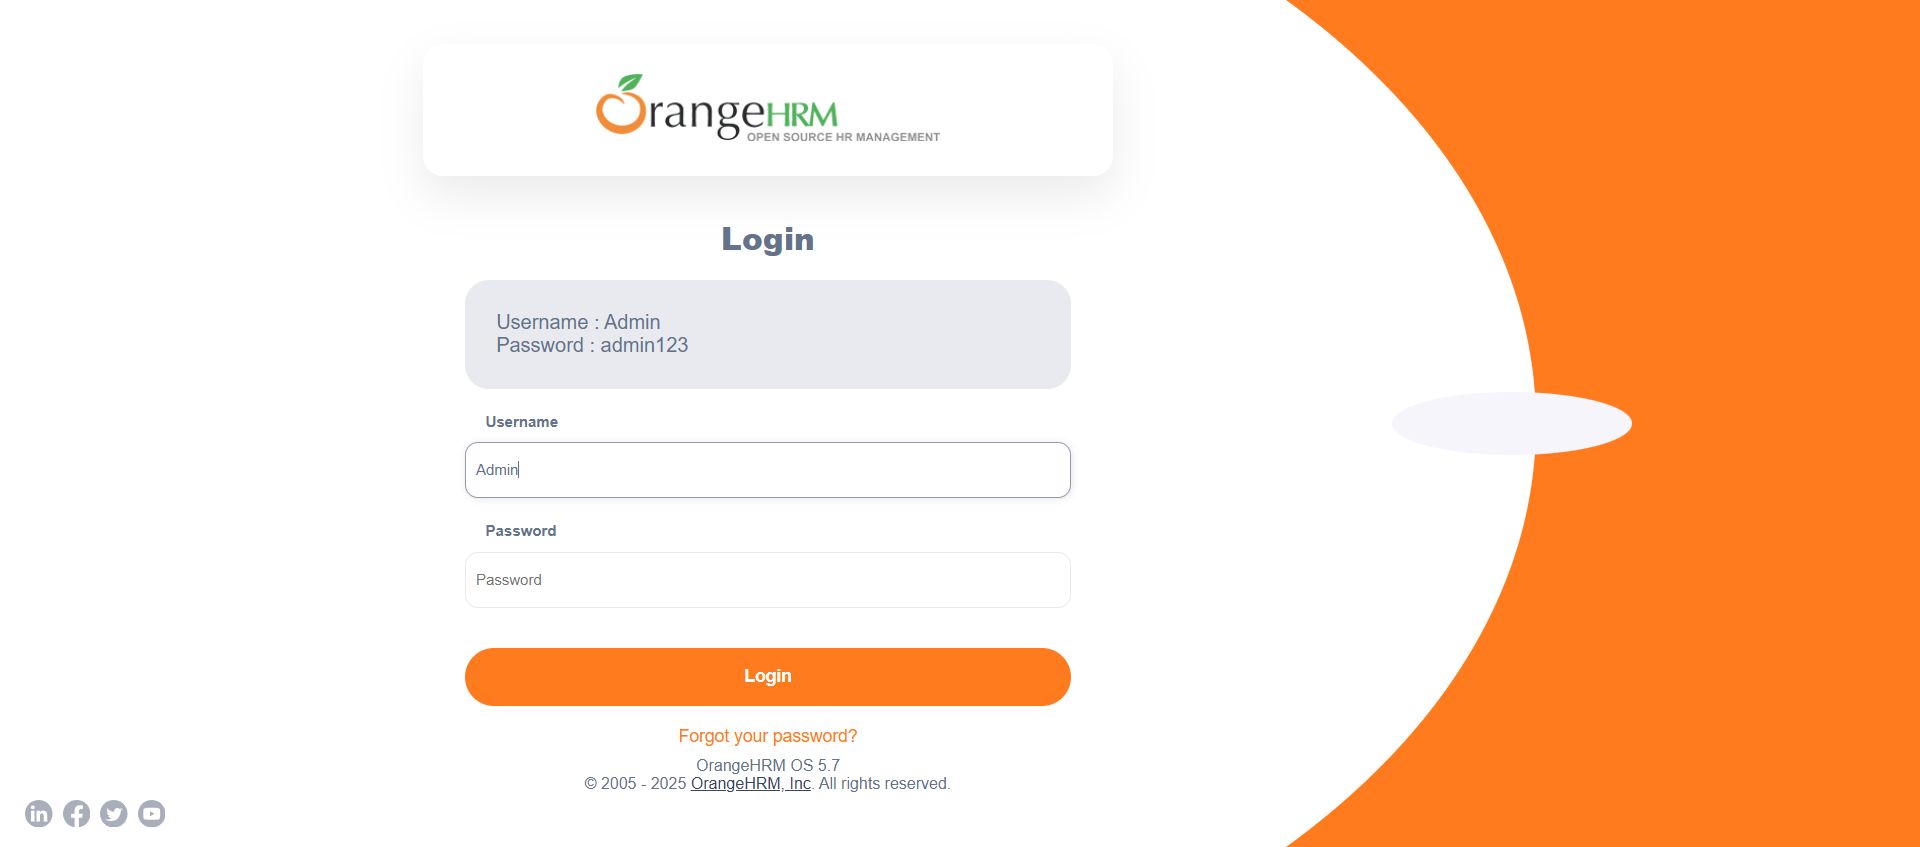 OrangeHRM
OPEN SOURCE HR MANAGEMENT
Login
Username : Admin
Password : admin123
Username
Admin
Password
Password
Login
Forgot your password?
OrangeHRM OS 5.7
© 2005 - 2025 OrangeHRM, Inc. All rights reserved.